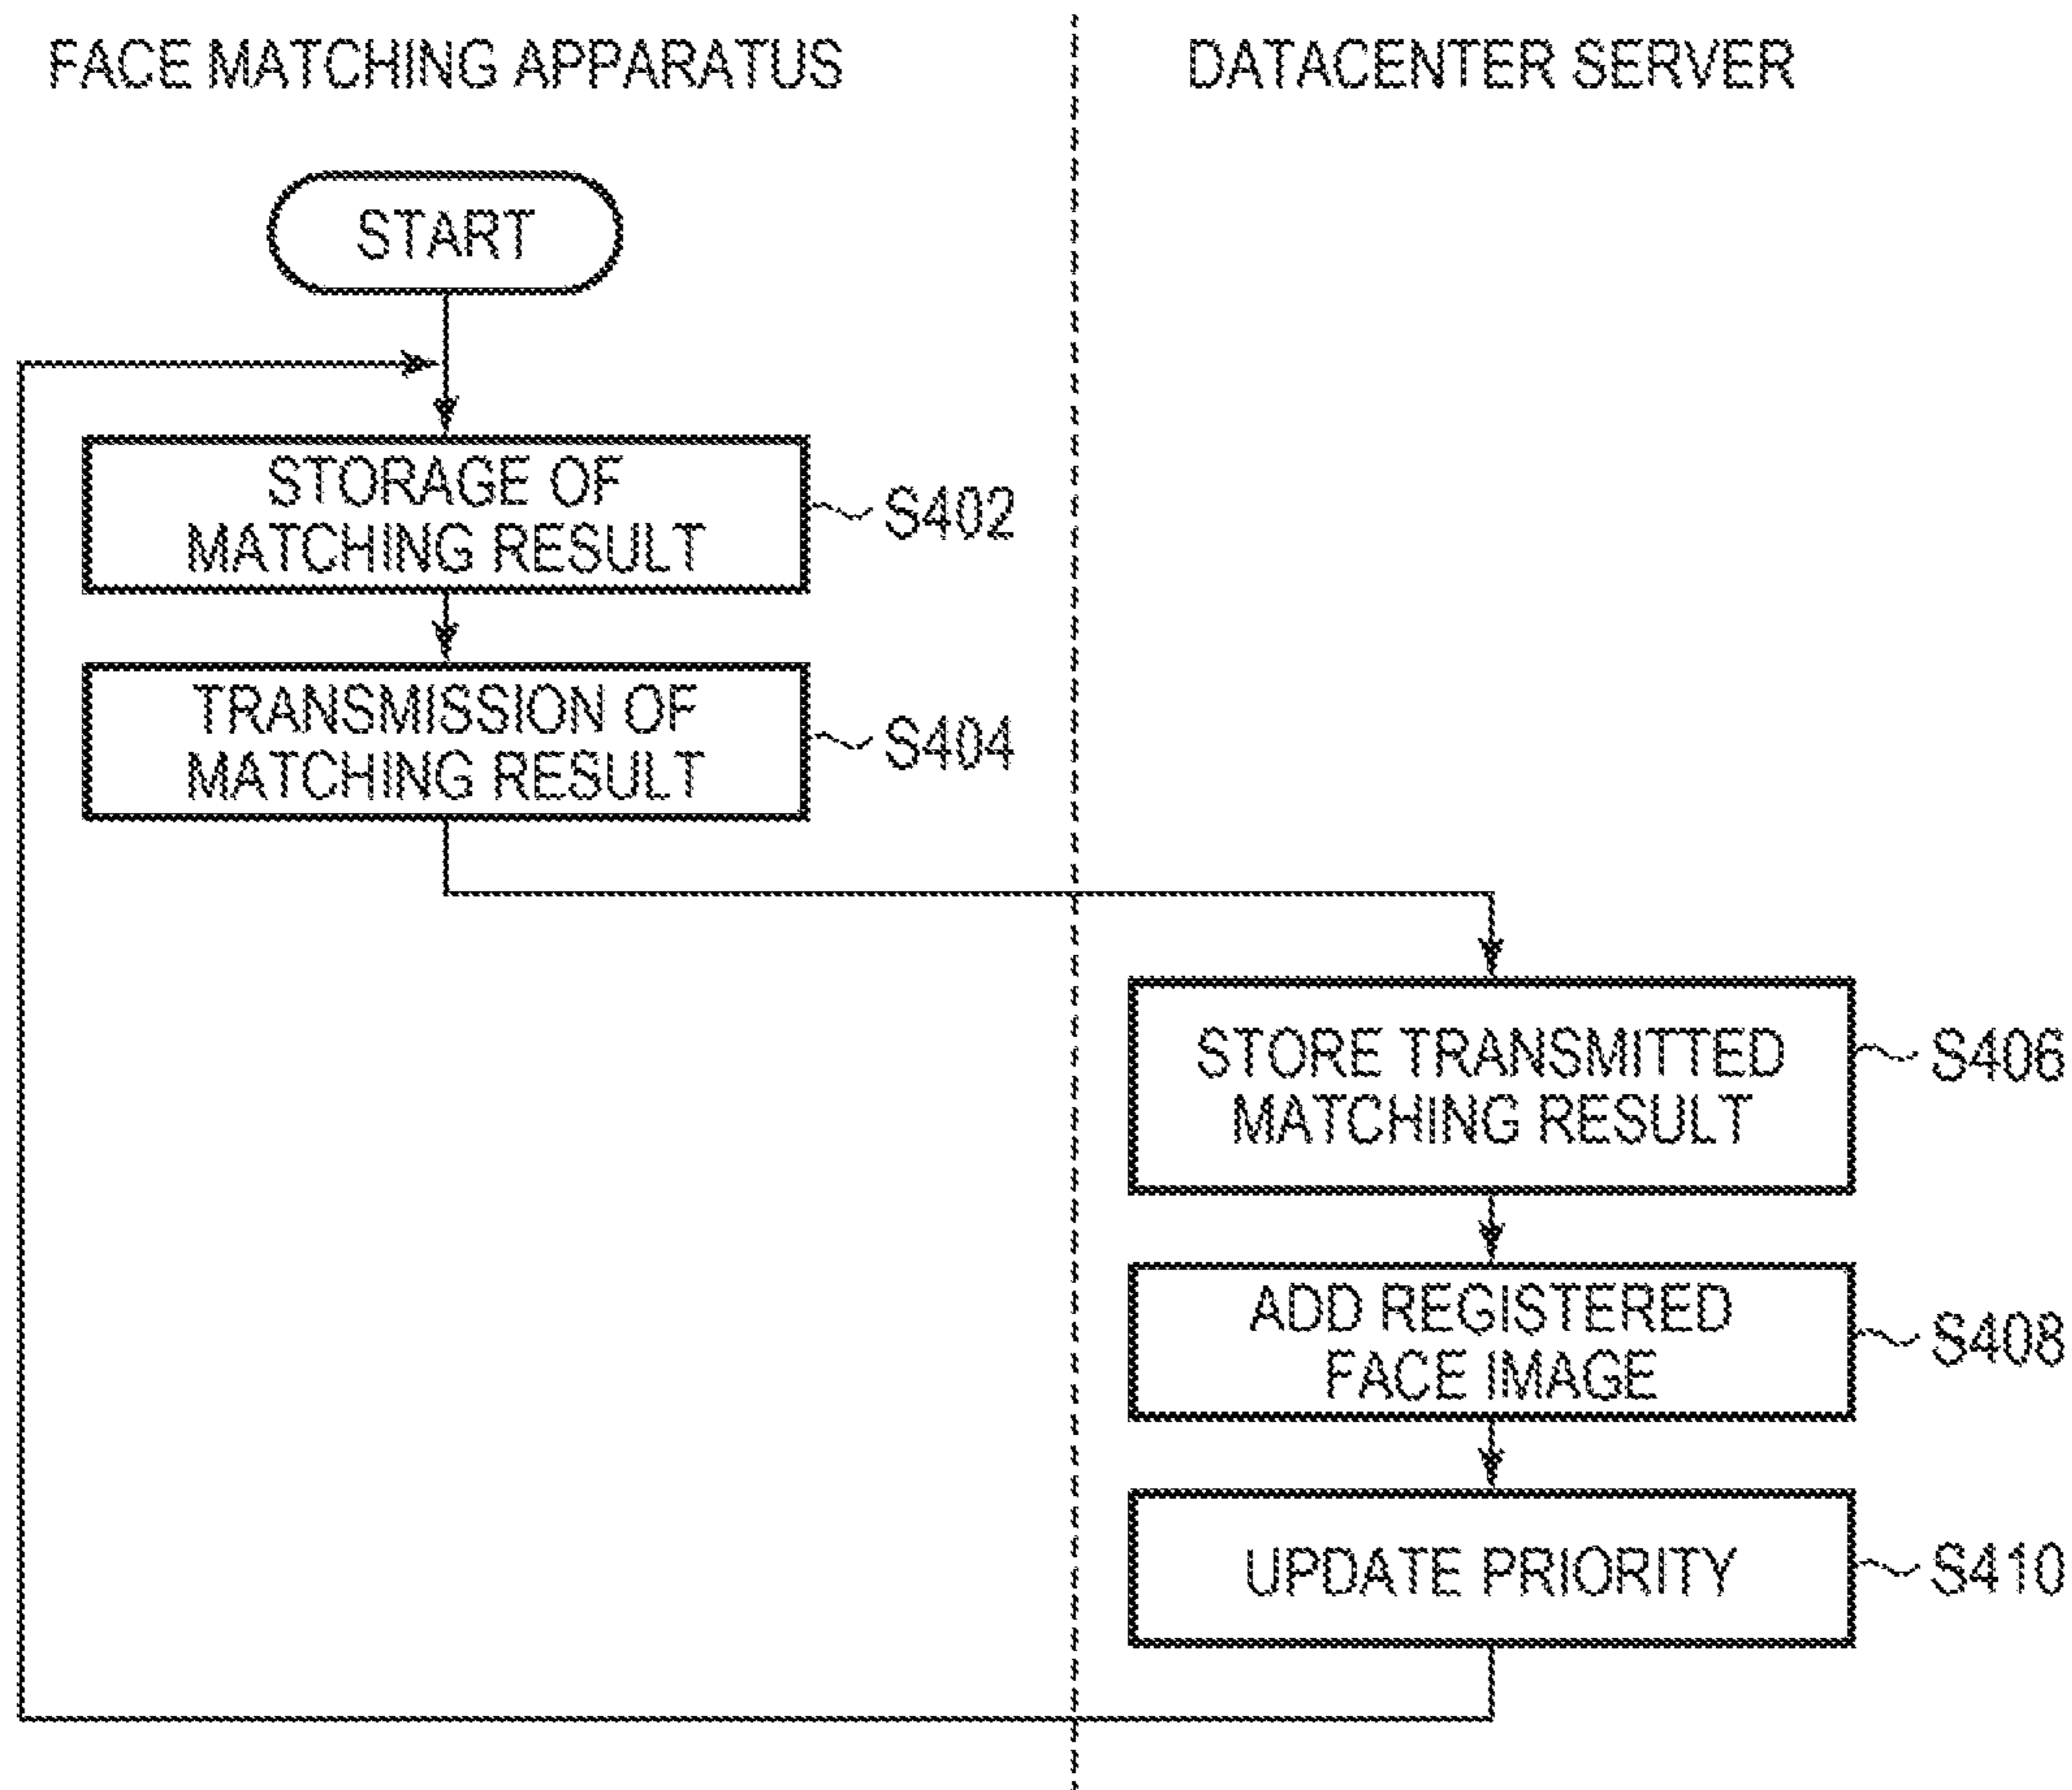 FACE MATCHING APPARATUS
DATACENTER SERVER
START
STORAGE OF
MATCHING RESULT
S402
TRANSMISSION OF
MATCHING RESULT
S404
STORE TRANSMITTED
MATCHING RESULT
S406
ADD REGISTERED
FACE IMAGE
S408
UPDATE PRIORITY
S410